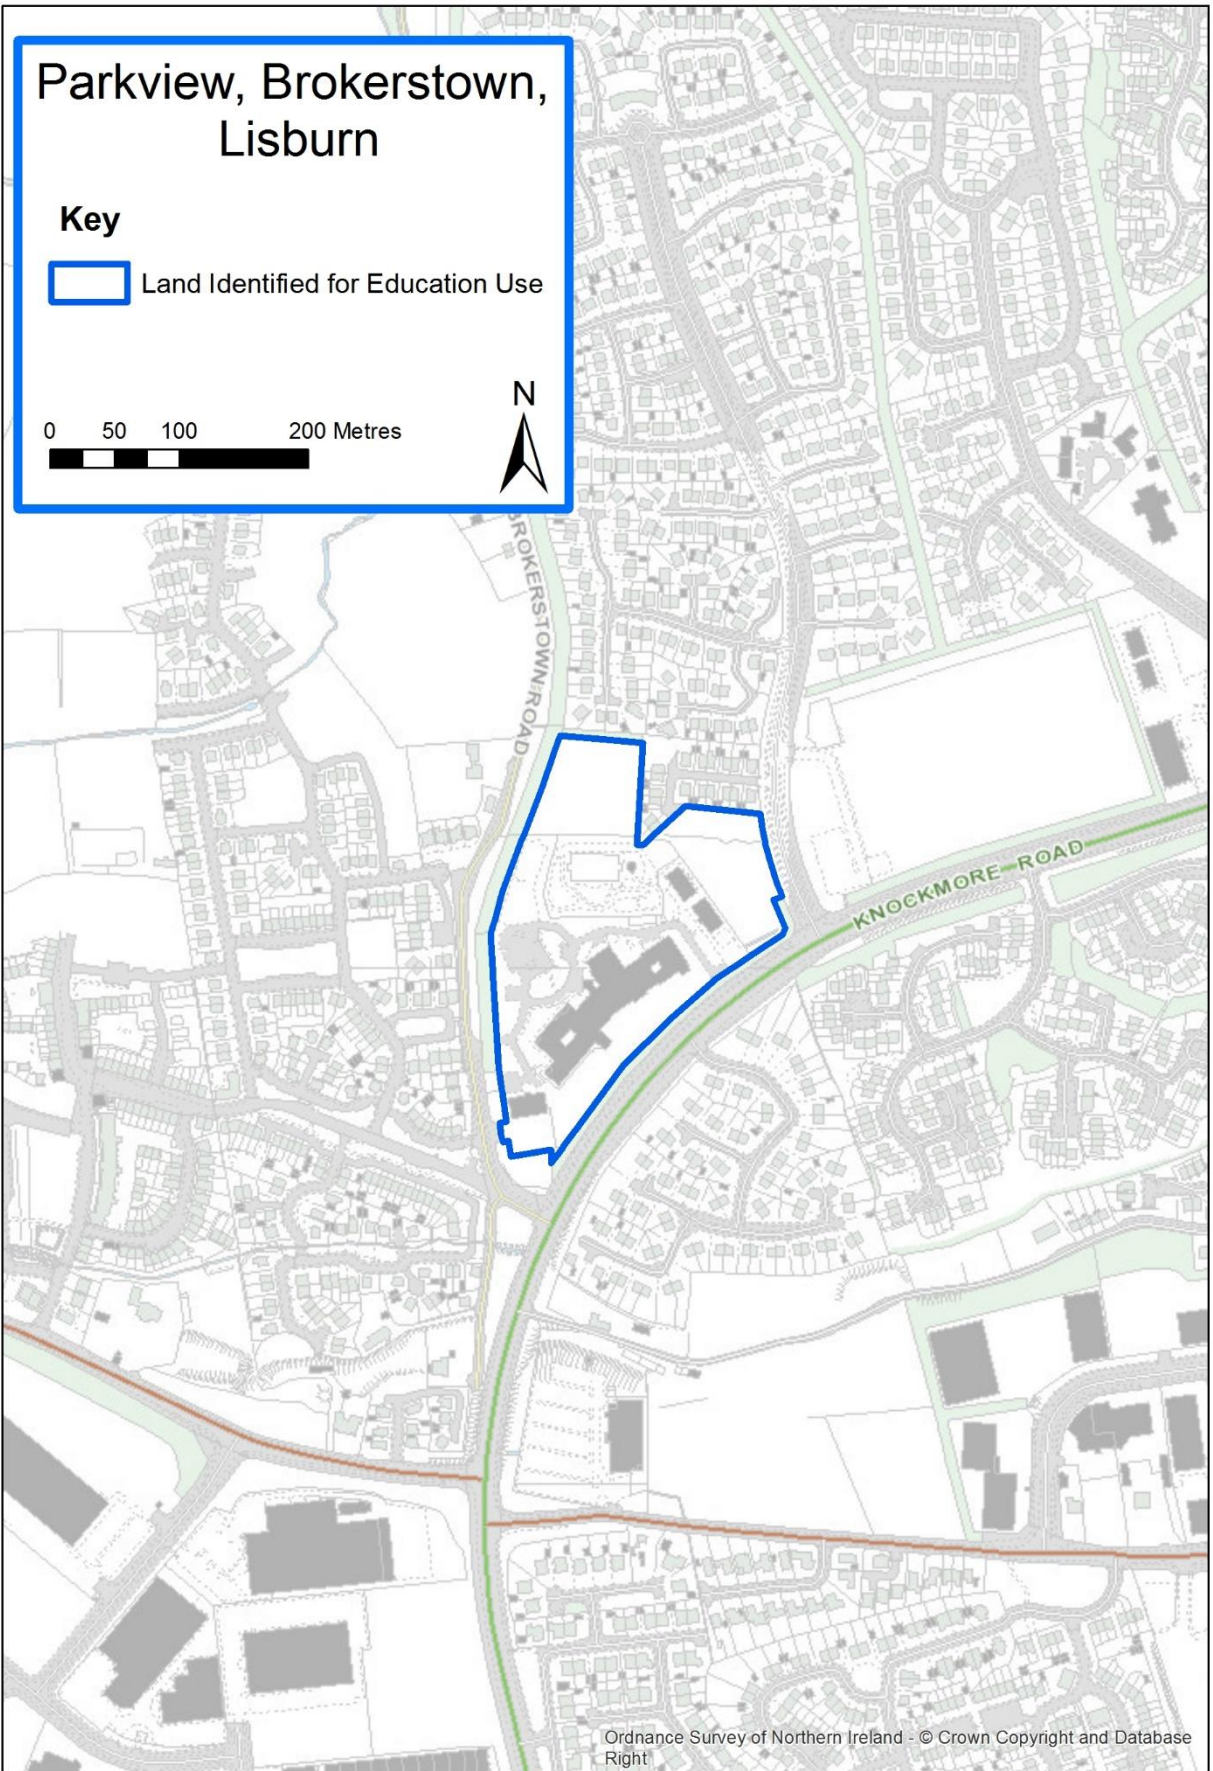 Parkview, Brokerstown,
Lisburn
Key
Land Identified for Education Use
N
0 50 100 200 Metres
BROKERSTOWN ROAD
KNOCKMORE ROAD
Ordnance Survey of Northern Ireland - © Crown Copyright and Database
Right